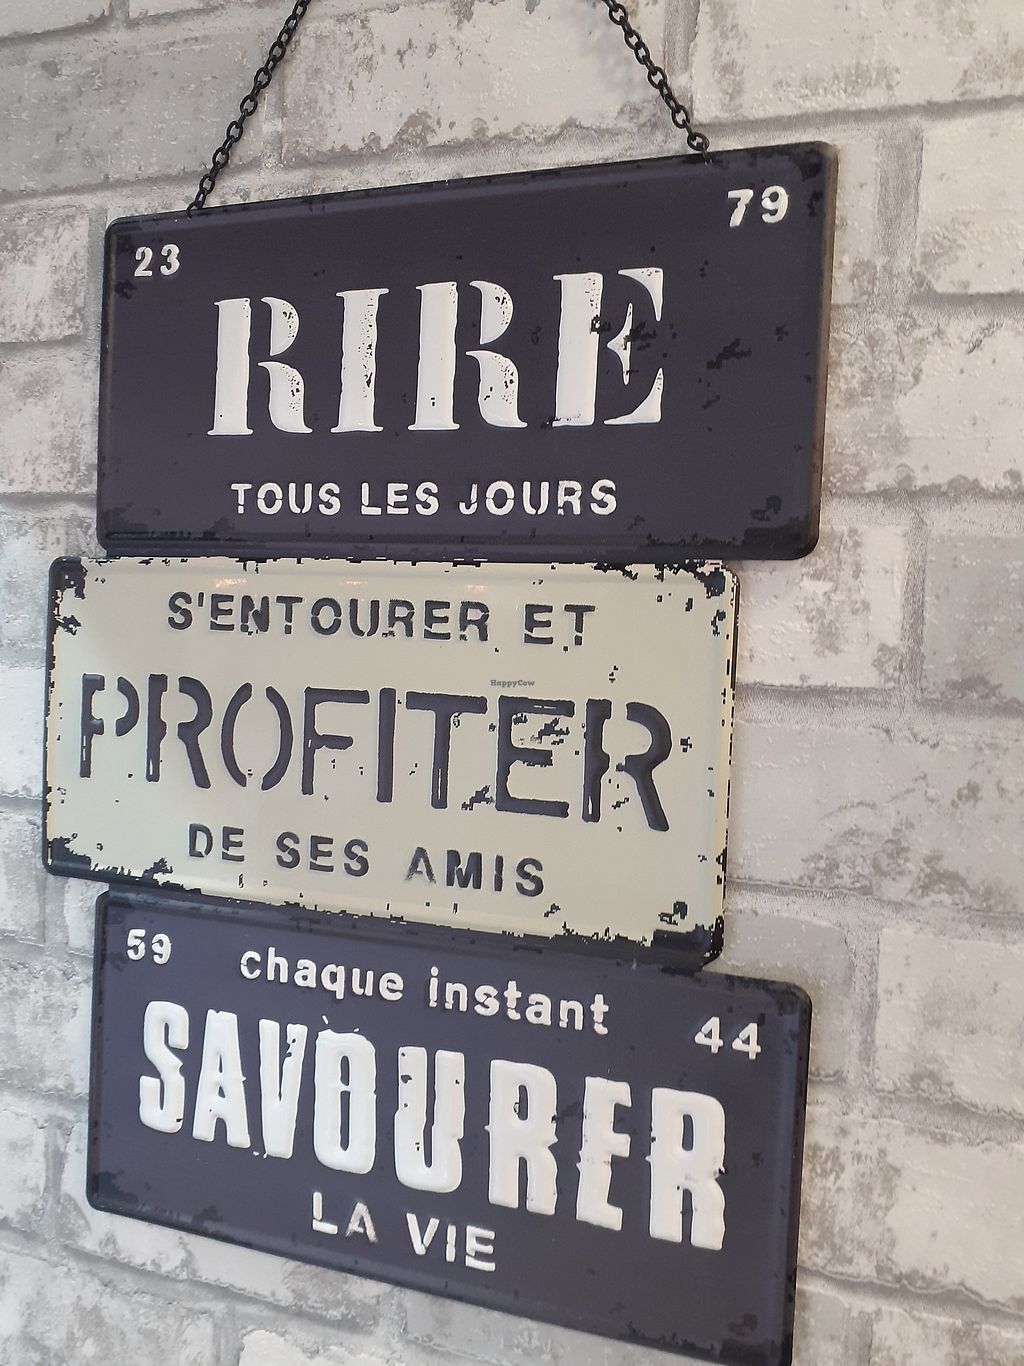 23 79
RIRE
TOUS LES JOURS
S'ENTOURER ET
PROFITER
DE SES AMIS
59 44
chaque instant
SAVOURER
LA VIE
HappyCow